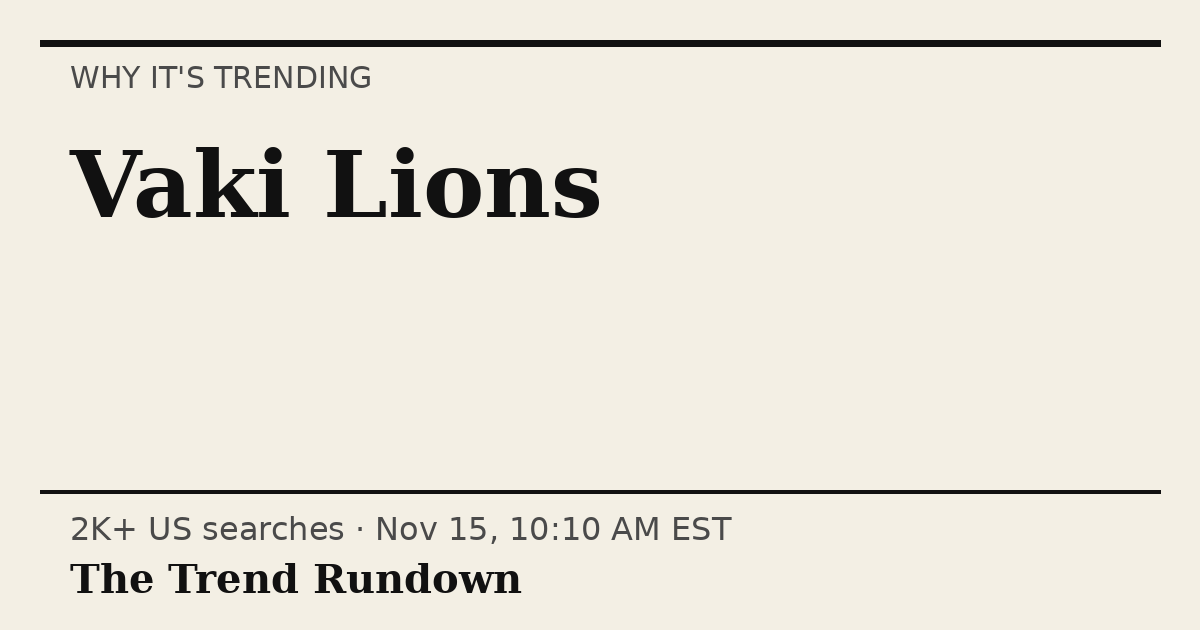 WHY IT'S TRENDING
Vaki Lions
2K+ US searches · Nov 15, 10:10 AM EST
The Trend Rundown